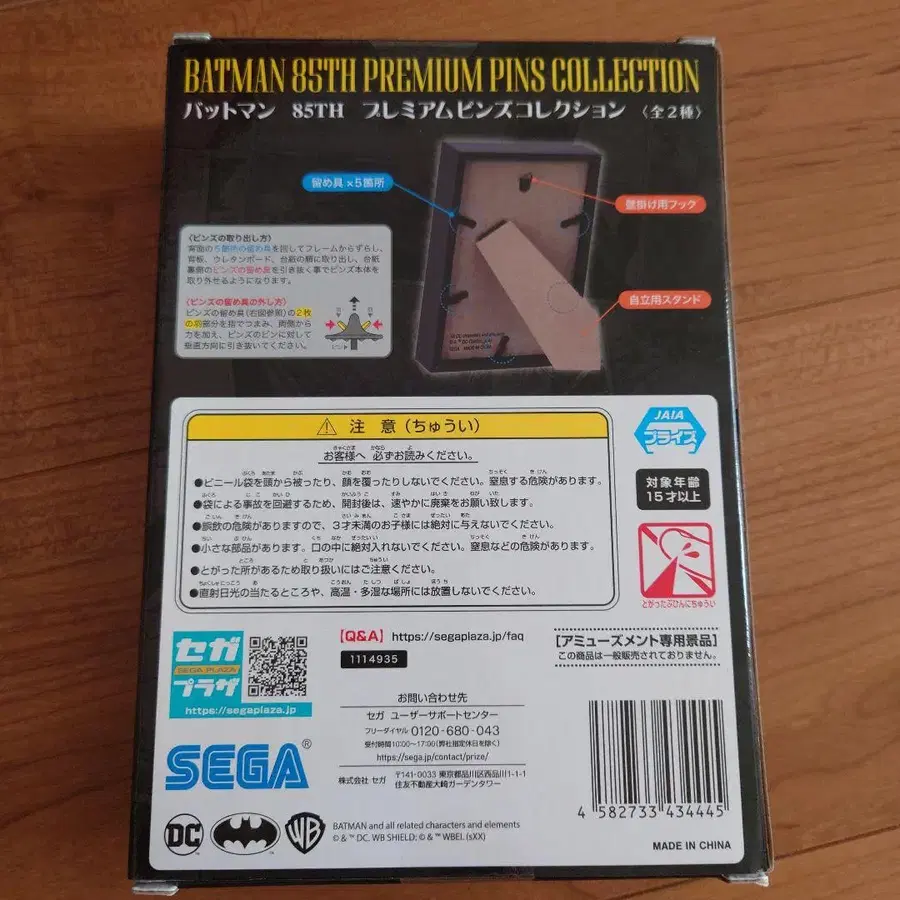 BATMAN 85TH PREMIUM PINS COLLECTION
バットマン 85TH プレミアムピンズコレクション 〈全2種〉
留め具×5箇所
壁掛け用フック
自立用スタンド
〈ピンズの取り出し方〉
背面の5箇所の留め具を回してフレームからずらし、
背板、ウレタンボード、台紙の順に取り出し、台紙
裏側のピンズの留め具を引き抜く事でピンズ本体を
取り外せるようになります。
〈ピンズの留め具の外し方〉
ピンズの留め具(右図参照)の2枚
の羽部分を指でつまみ、両側から
力を加え、ピンズのピンに対して
垂直方向に引き抜いてください。
ピン
⚠ 注意(ちゅうい)
お客様へ 必ずお読みください。
●ビニール袋を頭から被ったり、顔を覆ったりしないでください。窒息する危険があります。
●袋による事故を回避するため、開封後は、速やかに廃棄をお願い致します。
●誤飲の危険がありますので、3才未満のお子様には絶対に与えないでください。
●小さな部品があります。口の中に絶対入れないでください。窒息などの危険があります。
●とがった所があるため取り扱いにはご注意ください。
●直射日光の当たるところや、高温・多湿な場所には放置しないでください。
JAIA
プライズ
対象年齢
15才以上
とがったぶひんにちゅうい
セガ
SEGA PLAZA
プラザ
https://segaplaza.jp
【Q&A】https://segaplaza.jp/faq
1114935
[アミューズメント専用景品]
この商品は一般販売されておりません。
お問い合わせ先
セガ ユーザーサポートセンター
フリーダイヤル 0120-680-043
受付時間10:00〜17:00(弊社指定休日を除く)
https://sega.jp/contact/prize/
株式会社 セガ 〒141-0033 東京都品川区西品川1-1-1
住友不動産大崎ガーデンタワー
SEGA®
4 582733 434445
DC
WB
BATMAN and all related characters and elements
© & ™ DC. WB SHIELD: © & ™ WBEI. (sXX)
MADE IN CHINA